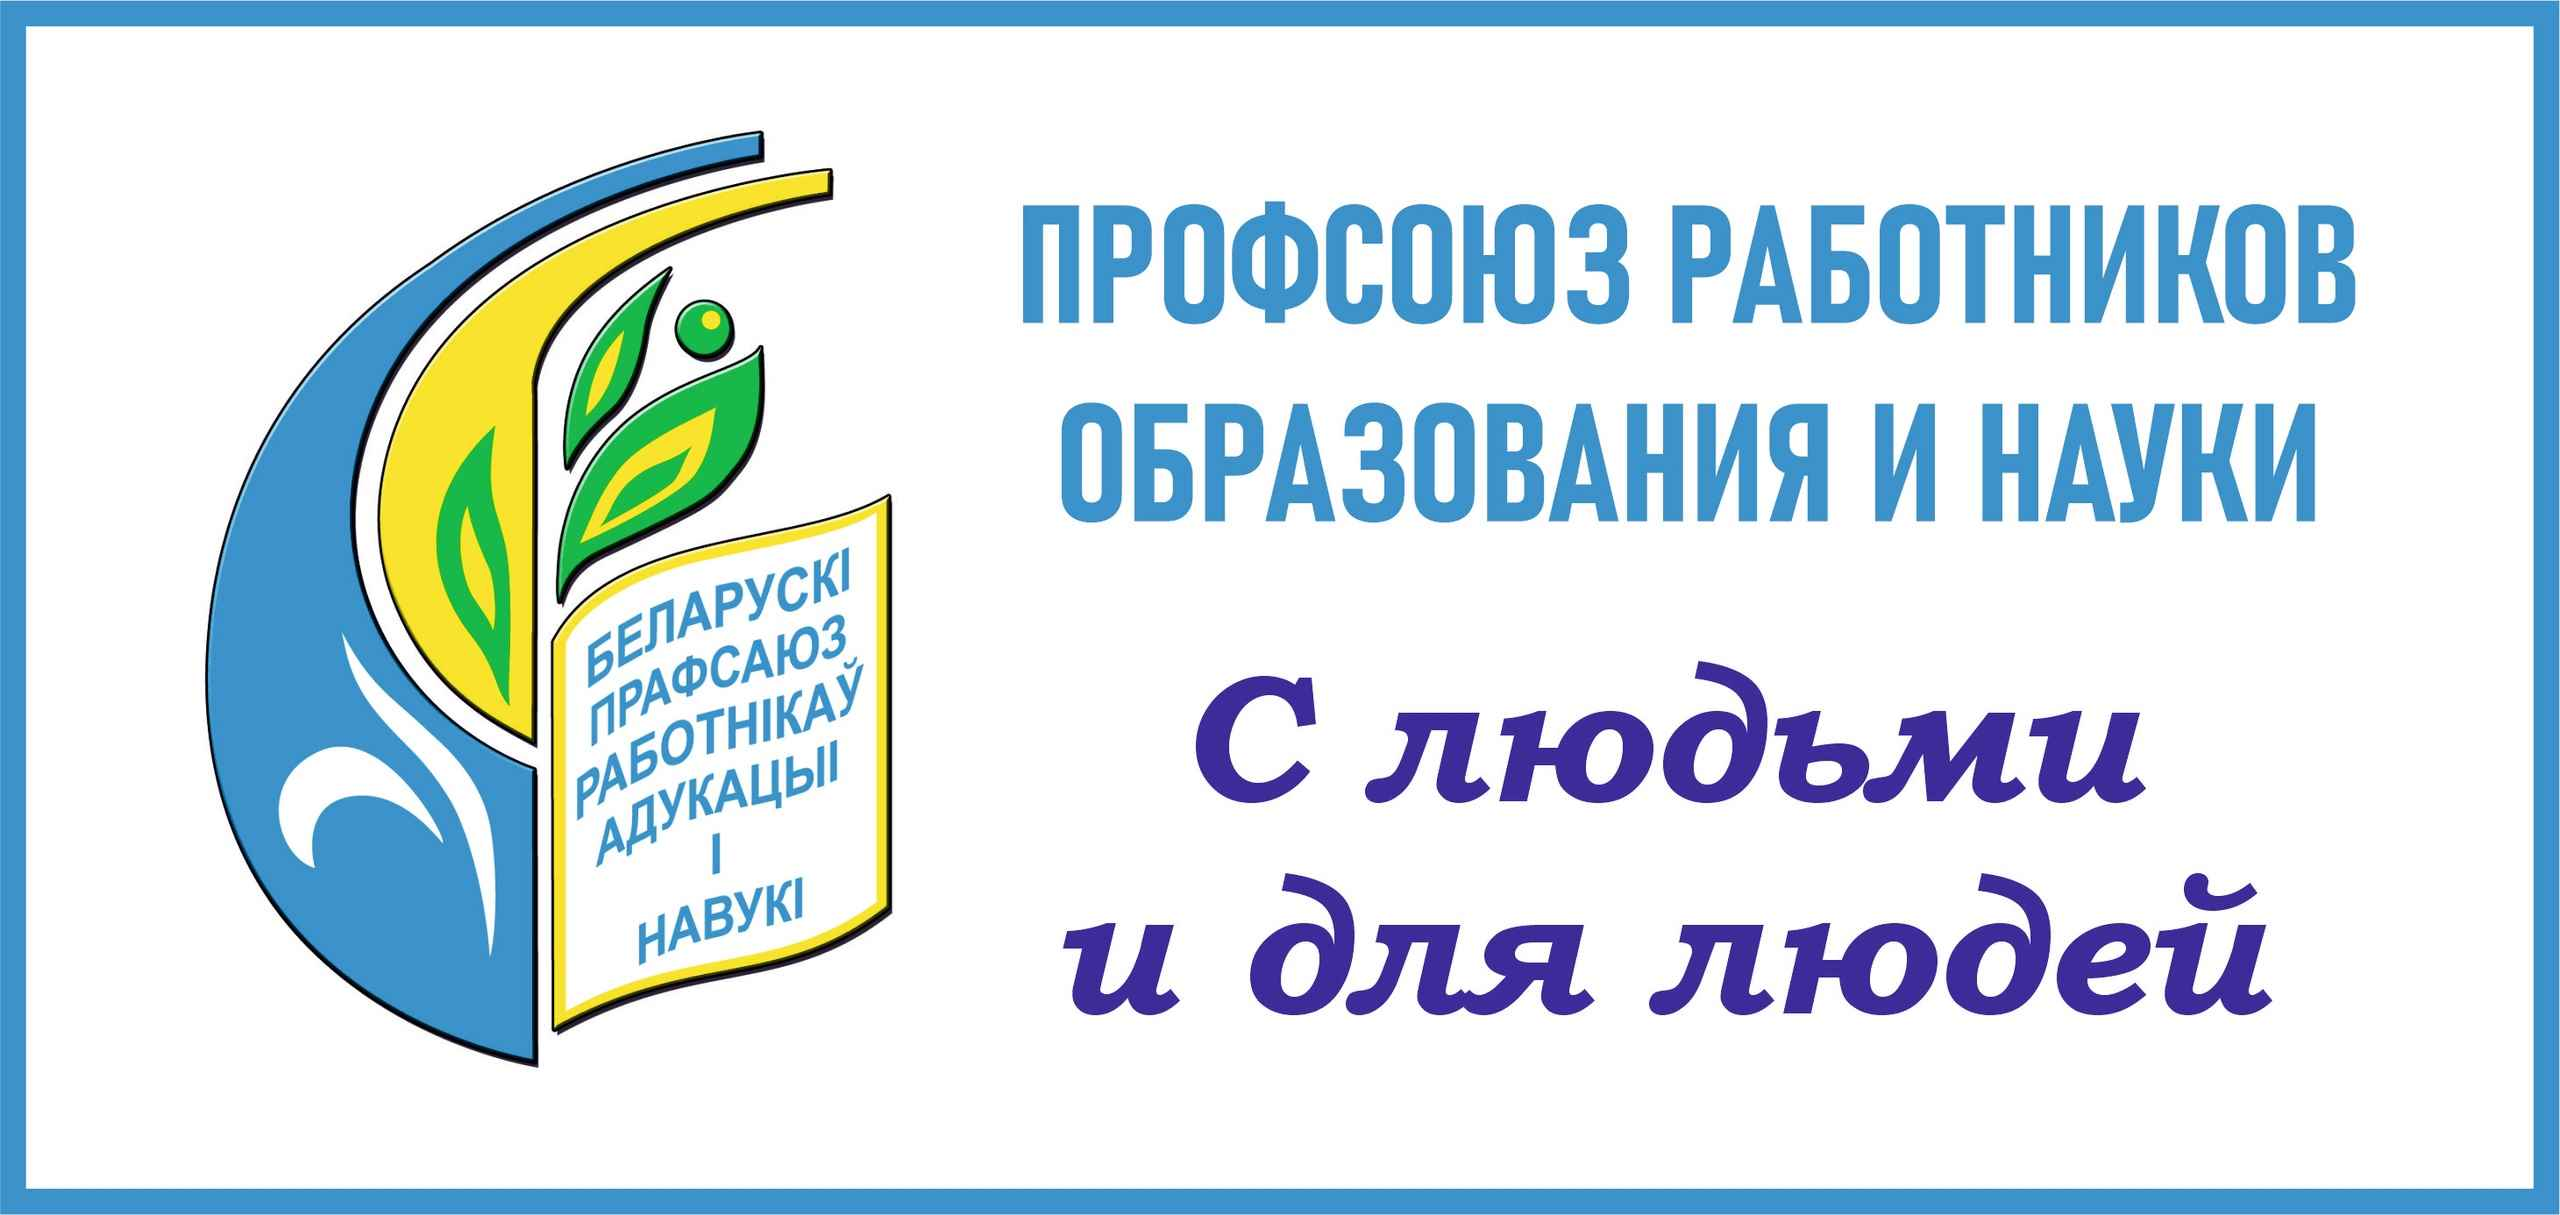 БЕЛАРУСКІ
ПРАФСАЮЗ
РАБОТНІКАЎ
АДУКАЦЫІ
І
НАВУКІ
ПРОФСОЮЗ РАБОТНИКОВ
ОБРАЗОВАНИЯ И НАУКИ
С людьми
и для людей